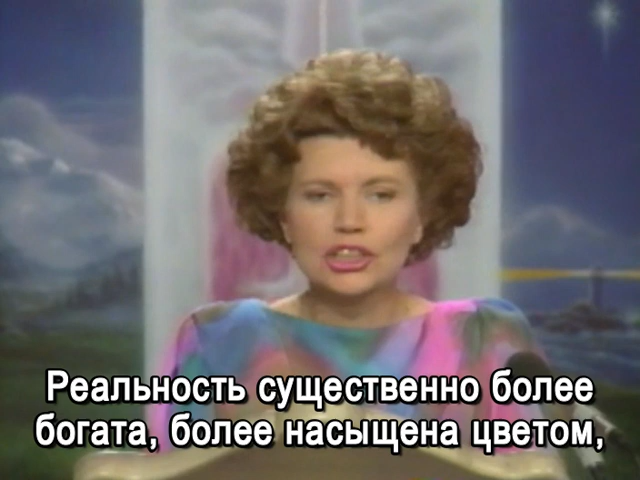 Реальность существенно более
богата, более насыщена цветом,